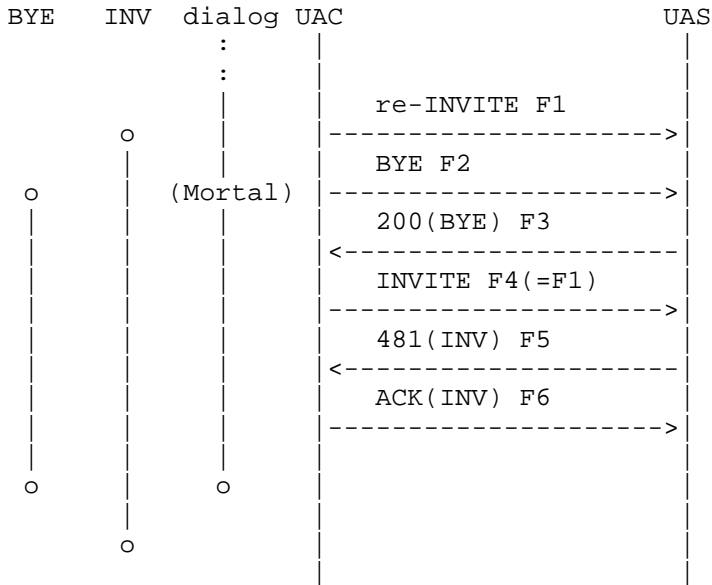 BYE INV dialog UAC UAS
:
:
re-INVITE F1
o --------------------->
BYE F2
o (Mortal) --------------------->
200(BYE) F3
<---------------------
INVITE F4(=F1)
--------------------->
481(INV) F5
<---------------------
ACK(INV) F6
--------------------->
o o
o